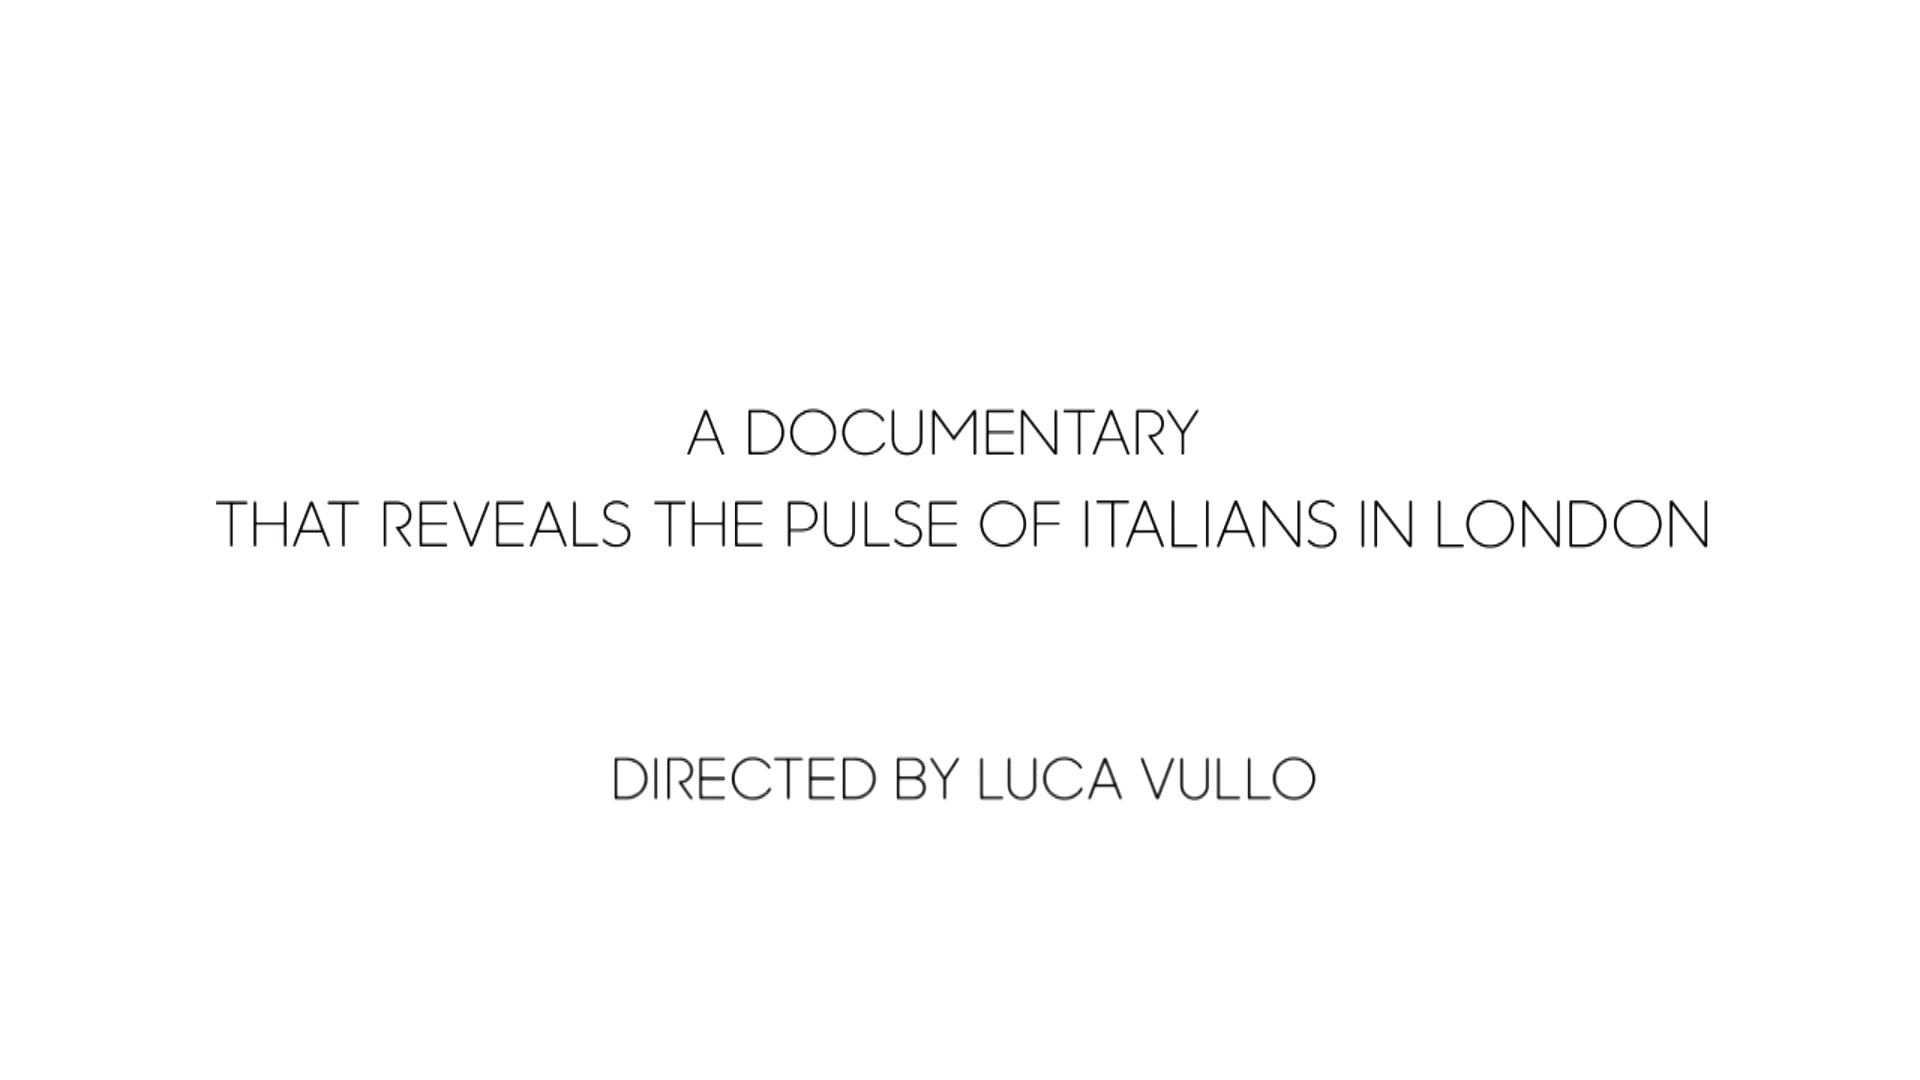 A DOCUMENTARY
THAT REVEALS THE PULSE OF ITALIANS IN LONDON
DIRECTED BY LUCA VULLO